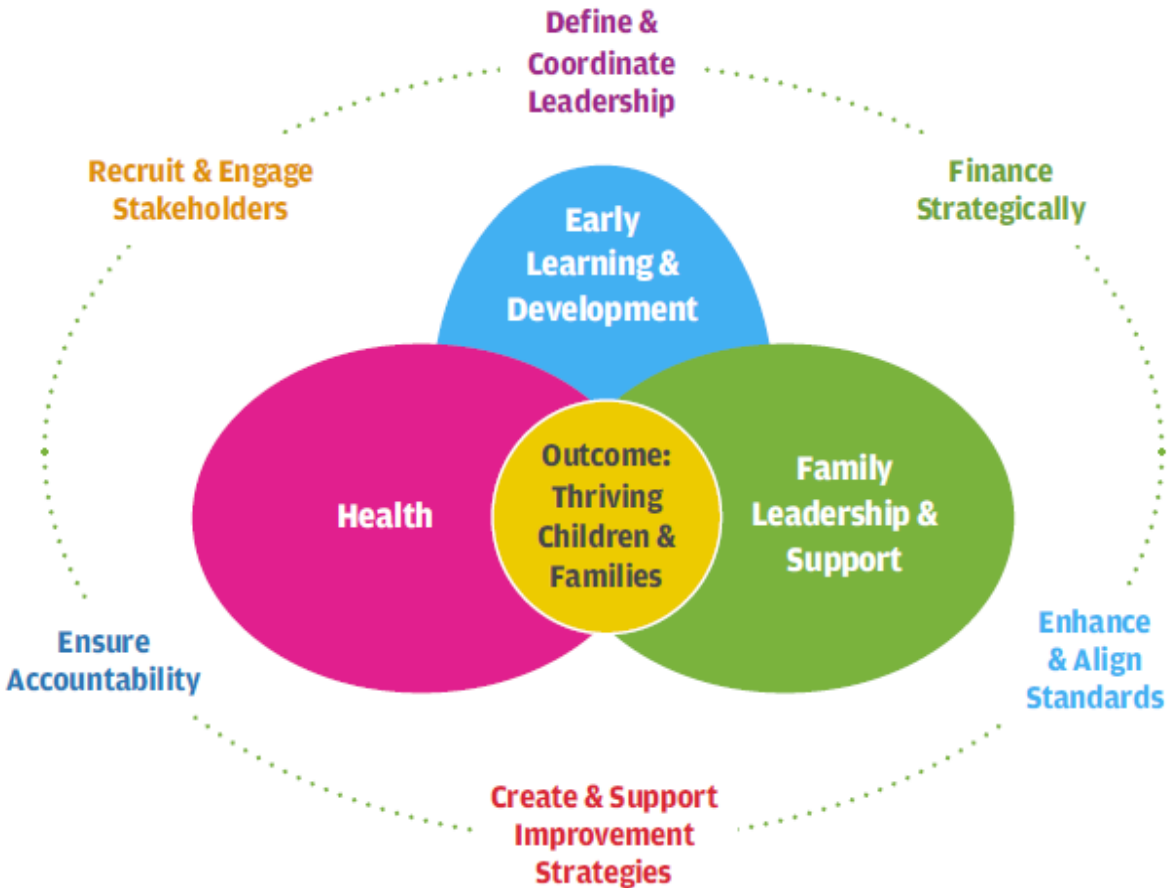 Define &
Coordinate
Leadership
Recruit & Engage
Stakeholders
Finance
Strategically
Early
Learning &
Development
Health
Outcome:
Thriving
Children &
Families
Family
Leadership &
Support
Ensure
Accountability
Enhance
& Align
Standards
Create & Support
Improvement
Strategies